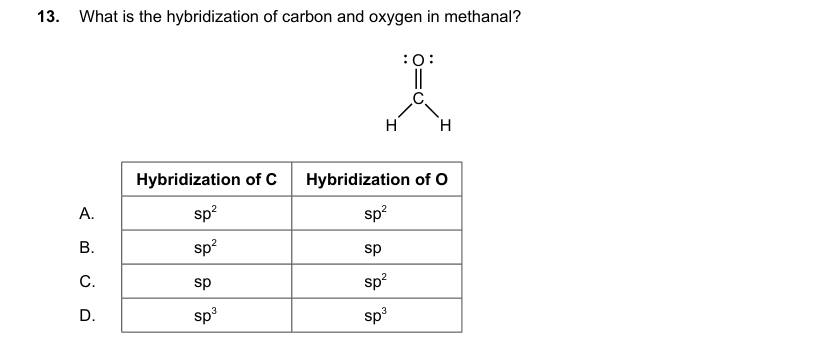 13. What is the hybridization of carbon and oxygen in methanal?
:O:
C
H H
Hybridization of C Hybridization of O
A. sp² sp²
B. sp² sp
C. sp sp²
D. sp³ sp³